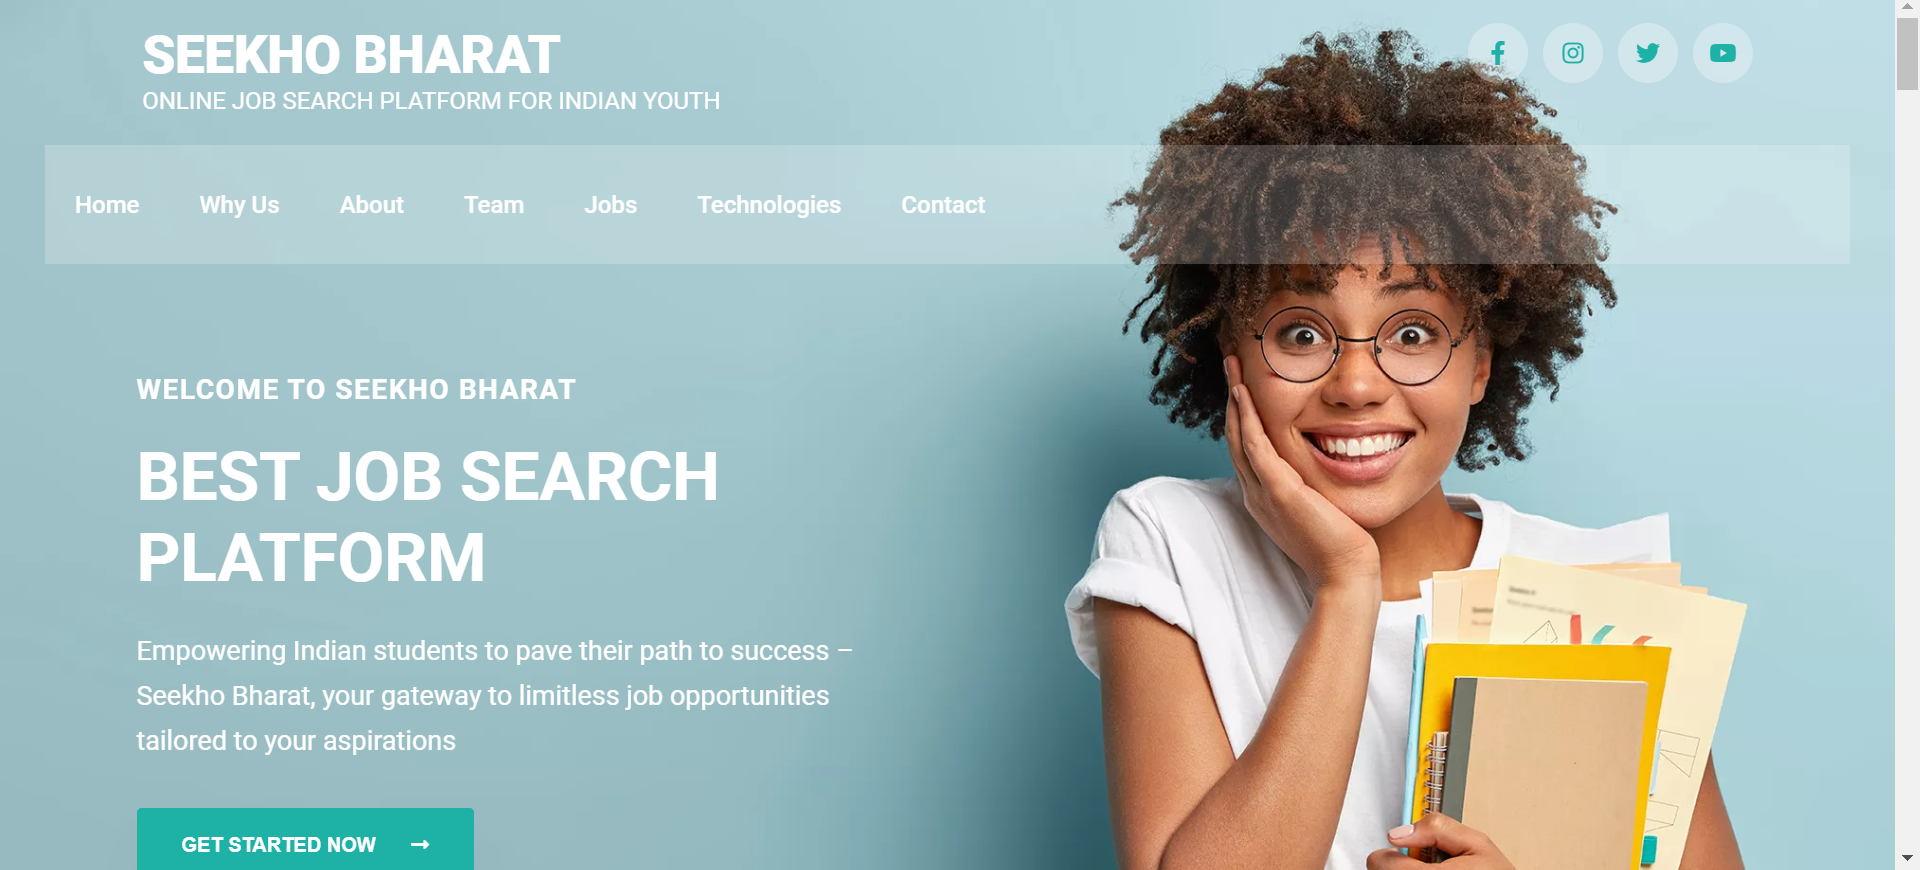 SEEKHO BHARAT
ONLINE JOB SEARCH PLATFORM FOR INDIAN YOUTH
Home Why Us About Team Jobs Technologies Contact
WELCOME TO SEEKHO BHARAT
BEST JOB SEARCH
PLATFORM
Empowering Indian students to pave their path to success –
Seekho Bharat, your gateway to limitless job opportunities
tailored to your aspirations
GET STARTED NOW →